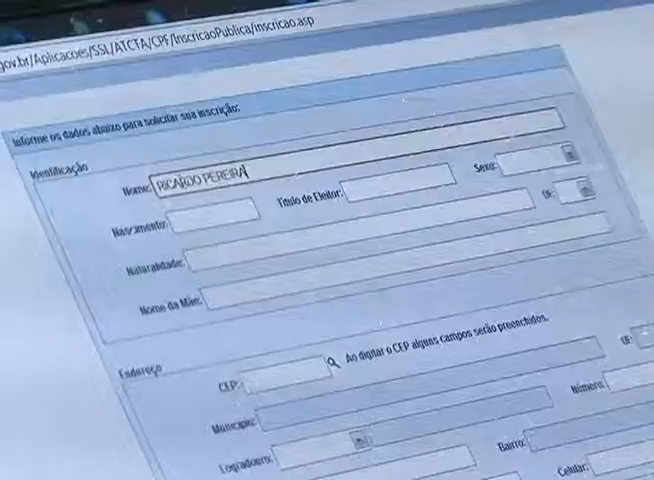 gov.br/Aplicacoes/SSL/ATCTA/CPF/InscricaoPublica/inscricao.asp
Informe os dados abaixo para solicitar sua inscrição:
Identificação
Nome: RICARDO PEREIRA
Sexo:
Nascimento: Título de Eleitor:
UF:
Naturalidade:
Nome da Mãe:
Endereço
CEP: Ao digitar o CEP alguns campos serão preenchidos.
Município: UF:
Logradouro: Número:
Bairro:
Celular: